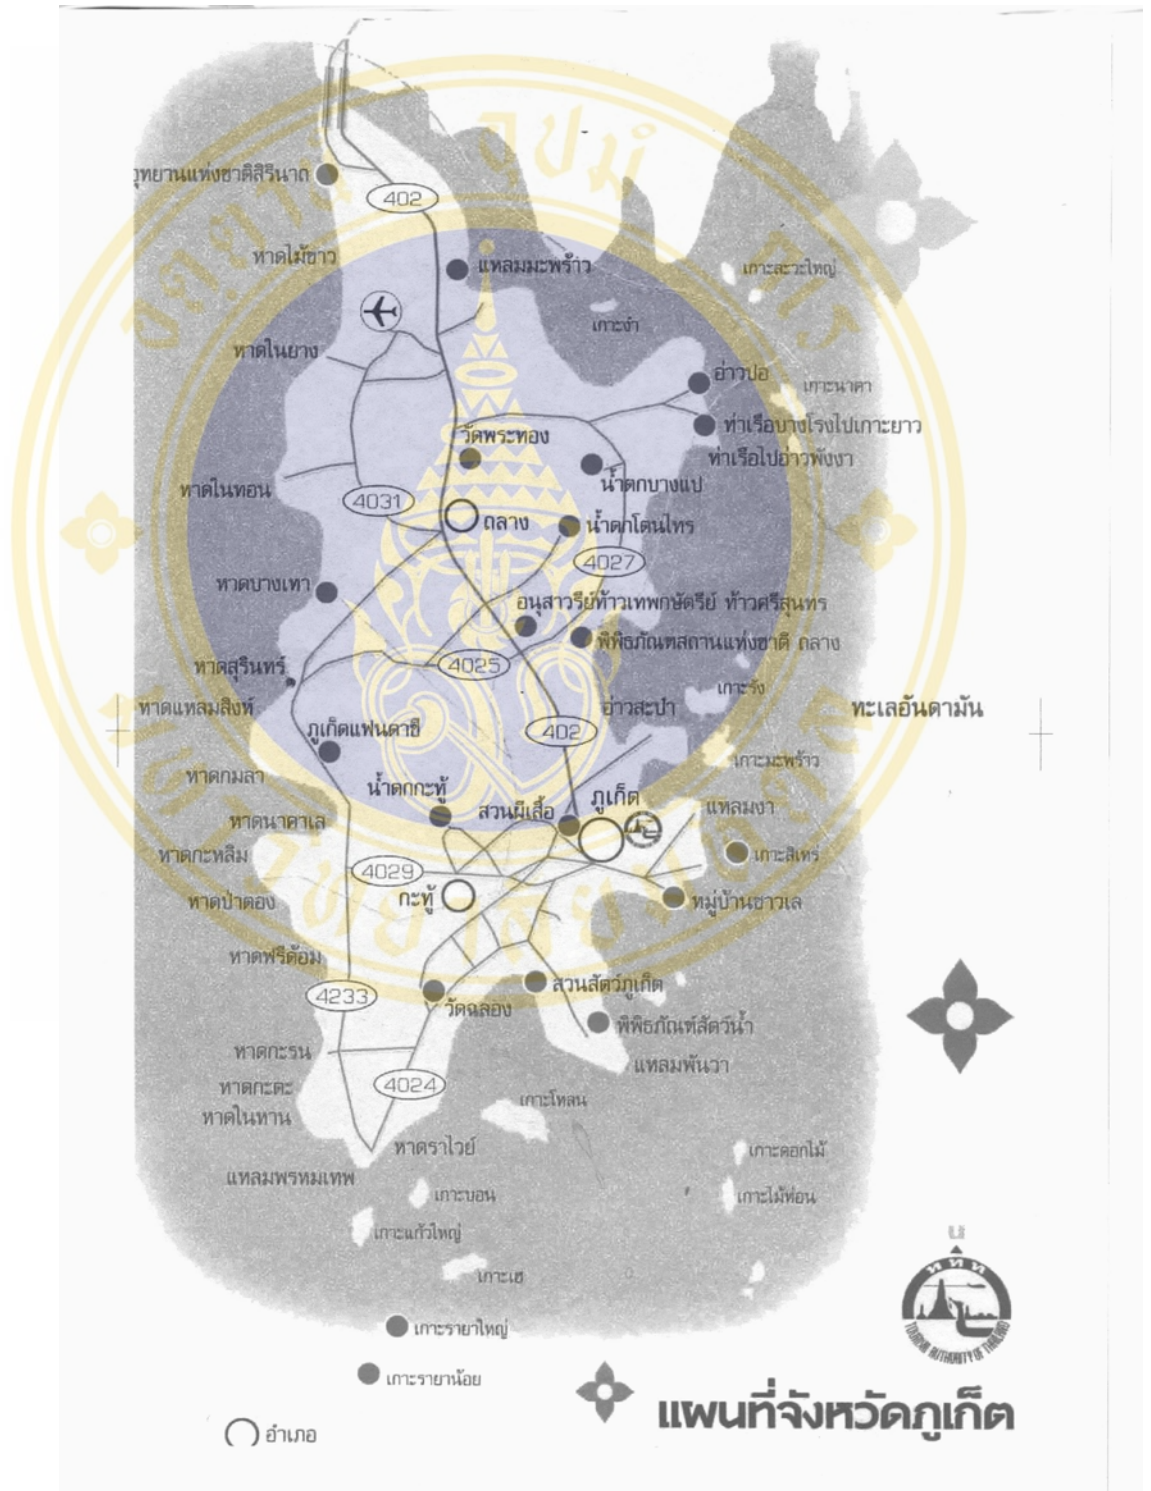 อุทยานแห่งชาติสิรินาถ
402
หาดไม้ขาว
แหลมมะพร้าว
เกาะละวะใหญ่
เกาะงำ
หาดในยาง
อ่าวปอ
เกาะนาคา
ท่าเรือบางโรงไปเกาะยาว
วัดพระทอง
ท่าเรือไปอ่าวพังงา
น้ำตกบางแป
หาดในทอน
4031
ถลาง
น้ำตกโตนไทร
4027
หาดบางเทา
อนุสาวรีย์ท้าวเทพกษัตรีย์ ท้าวศรีสุนทร
พิพิธภัณฑสถานแห่งชาติ ถลาง
หาดสุรินทร์
4025
เกาะรัง
หาดแหลมสิงห์
อ่าวสะปำ
ทะเลอันดามัน
ภูเก็ตแฟนตาซี
402
เกาะมะพร้าว
หาดกมลา
น้ำตกกะทู้
ภูเก็ต
แหลมงา
สวนผีเสื้อ
หาดนาคาเล
หาดกะหลิม
เกาะสิเหร่
4029
กะทู้
หาดป่าตอง
หมู่บ้านชาวเล
หาดฟรีด้อม
สวนสัตว์ภูเก็ต
4233
วัดฉลอง
พิพิธภัณฑ์สัตว์น้ำ
หาดกะรน
แหลมพันวา
หาดกะตะ
4024
เกาะโหลน
หาดในหาน
หาดราไวย์
เกาะดอกไม้
แหลมพรหมเทพ
เกาะบอน
เกาะไม้ท่อน
เกาะแก้วใหญ่
เกาะเฮ
น
ททท
TOURISM AUTHORITY OF THAILAND
เกาะรายาใหญ่
เกาะรายาน้อย
แผนที่จังหวัดภูเก็ต
อำเภอ